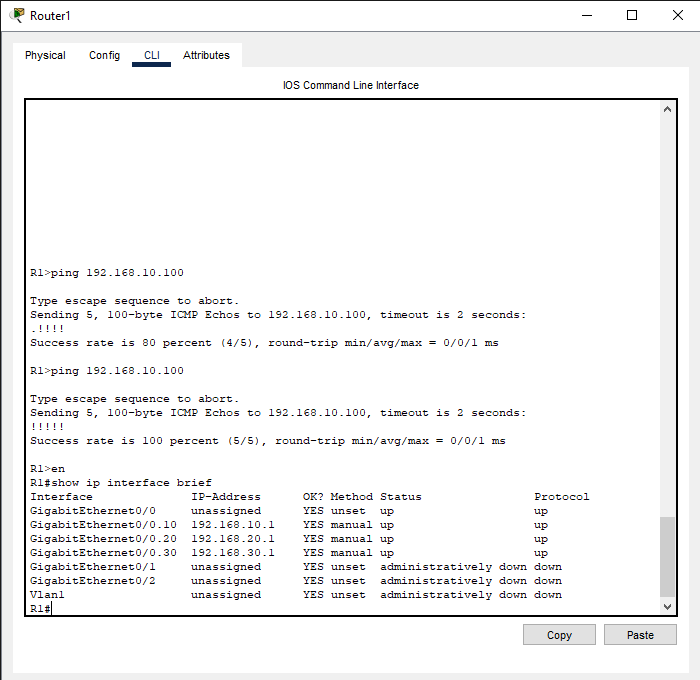 Router1
Physical Config CLI Attributes
IOS Command Line Interface
R1>ping 192.168.10.100
Type escape sequence to abort.
Sending 5, 100-byte ICMP Echos to 192.168.10.100, timeout is 2 seconds:
.!!!!
Success rate is 80 percent (4/5), round-trip min/avg/max = 0/0/1 ms
R1>ping 192.168.10.100
Type escape sequence to abort.
Sending 5, 100-byte ICMP Echos to 192.168.10.100, timeout is 2 seconds:
!!!!!
Success rate is 100 percent (5/5), round-trip min/avg/max = 0/0/1 ms
R1>en
R1#show ip interface brief
Interface              IP-Address      OK? Method Status                Protocol
GigabitEthernet0/0     unassigned      YES unset  up                    up
GigabitEthernet0/0.10  192.168.10.1    YES manual up                    up
GigabitEthernet0/0.20  192.168.20.1    YES manual up                    up
GigabitEthernet0/0.30  192.168.30.1    YES manual up                    up
GigabitEthernet0/1     unassigned      YES unset  administratively down down
GigabitEthernet0/2     unassigned      YES unset  administratively down down
Vlan1                  unassigned      YES unset  administratively down down
R1#
Copy Paste